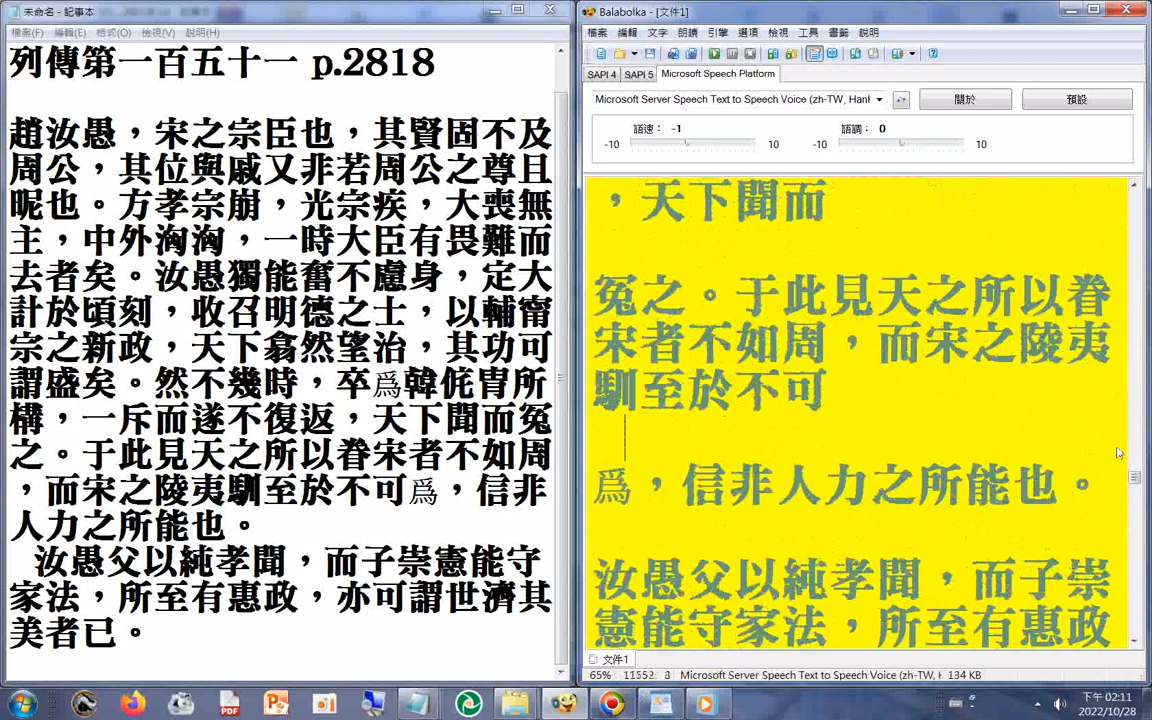 未命名 - 記事本
檔案(F) 編輯(E) 格式(O) 檢視(V) 說明(H)
列傳第一百五十一 p.2818
趙汝愚，宋之宗臣也，其賢固不及
周公，其位與戚又非若周公之尊且
昵也。方孝宗崩，光宗疾，大喪無
主，中外洶洶，一時大臣有畏難而
去者矣。汝愚獨能奮不慮身，定大
計於頃刻，收召明德之士，以輔甯
宗之新政，天下翕然望治，其功可
謂盛矣。然不幾時，卒爲韓侂胄所
構，一斥而遂不復返，天下聞而冤
之。于此見天之所以眷宋者不如周
，而宋之陵夷馴至於不可爲，信非
人力之所能也。
汝愚父以純孝聞，而子崇憲能守
家法，所至有惠政，亦可謂世濟其
美者已。
Balabolka - [文件1]
檔案 編輯 文字 朗讀 引擎 選項 檢視 工具 書籤 說明
SAPI 4 SAPI 5 Microsoft Speech Platform
Microsoft Server Speech Text to Speech Voice (zh-TW, Hanl
關於 預設
語速： -1 語調： 0
-10 10 -10 10
，天下聞而
冤之。于此見天之所以眷
宋者不如周，而宋之陵夷
馴至於不可
爲，信非人力之所能也。
汝愚父以純孝聞，而子崇
憲能守家法，所至有惠政
文件1
65% 11552: 3 Microsoft Server Speech Text to Speech Voice (zh-TW, H 134 KB
PDF
下午 02:11
2022/10/28